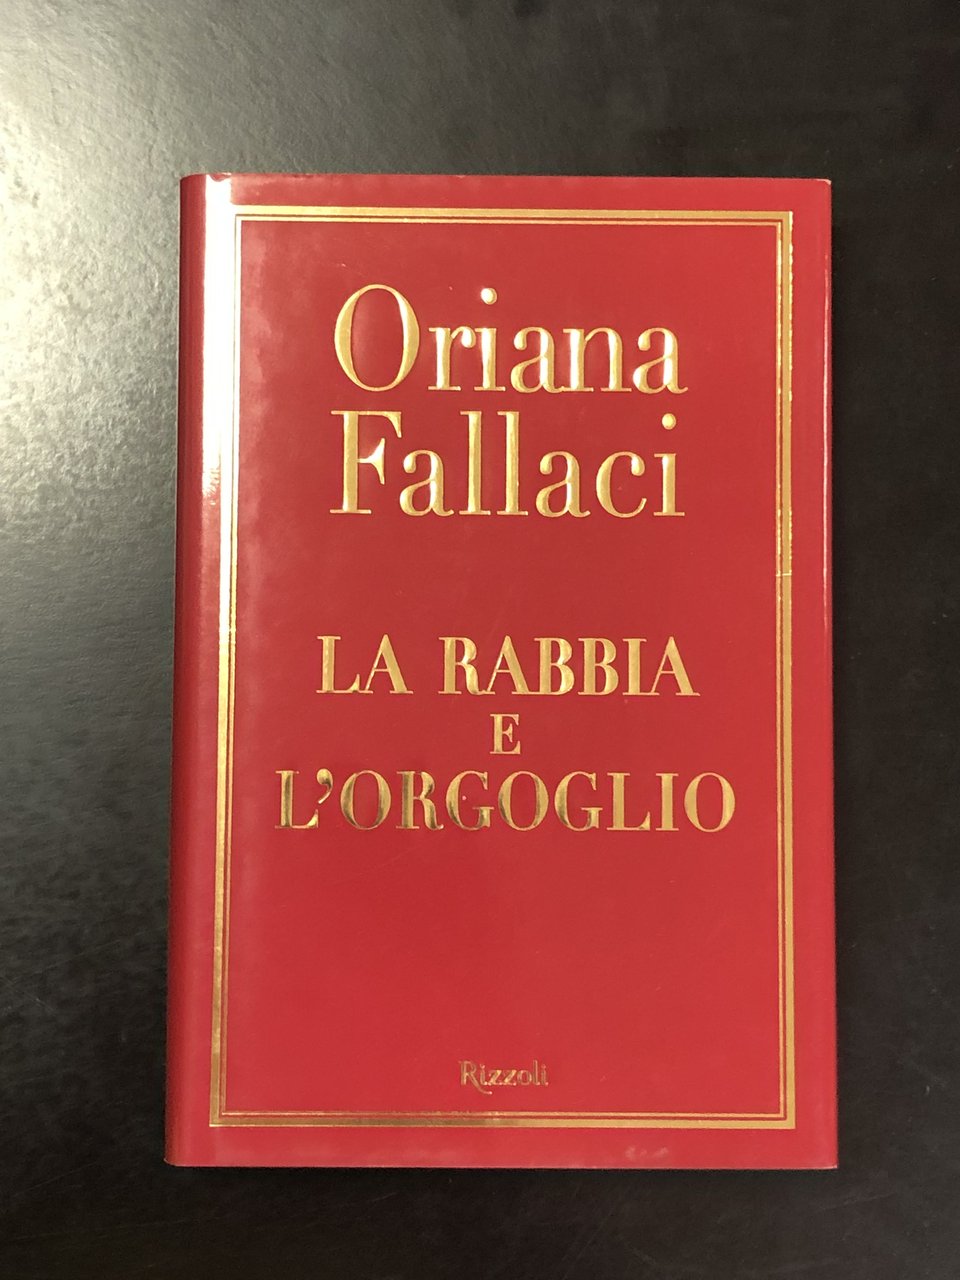 Oriana
Fallaci
LA RABBIA
E
L'ORGOGLIO
Rizzoli